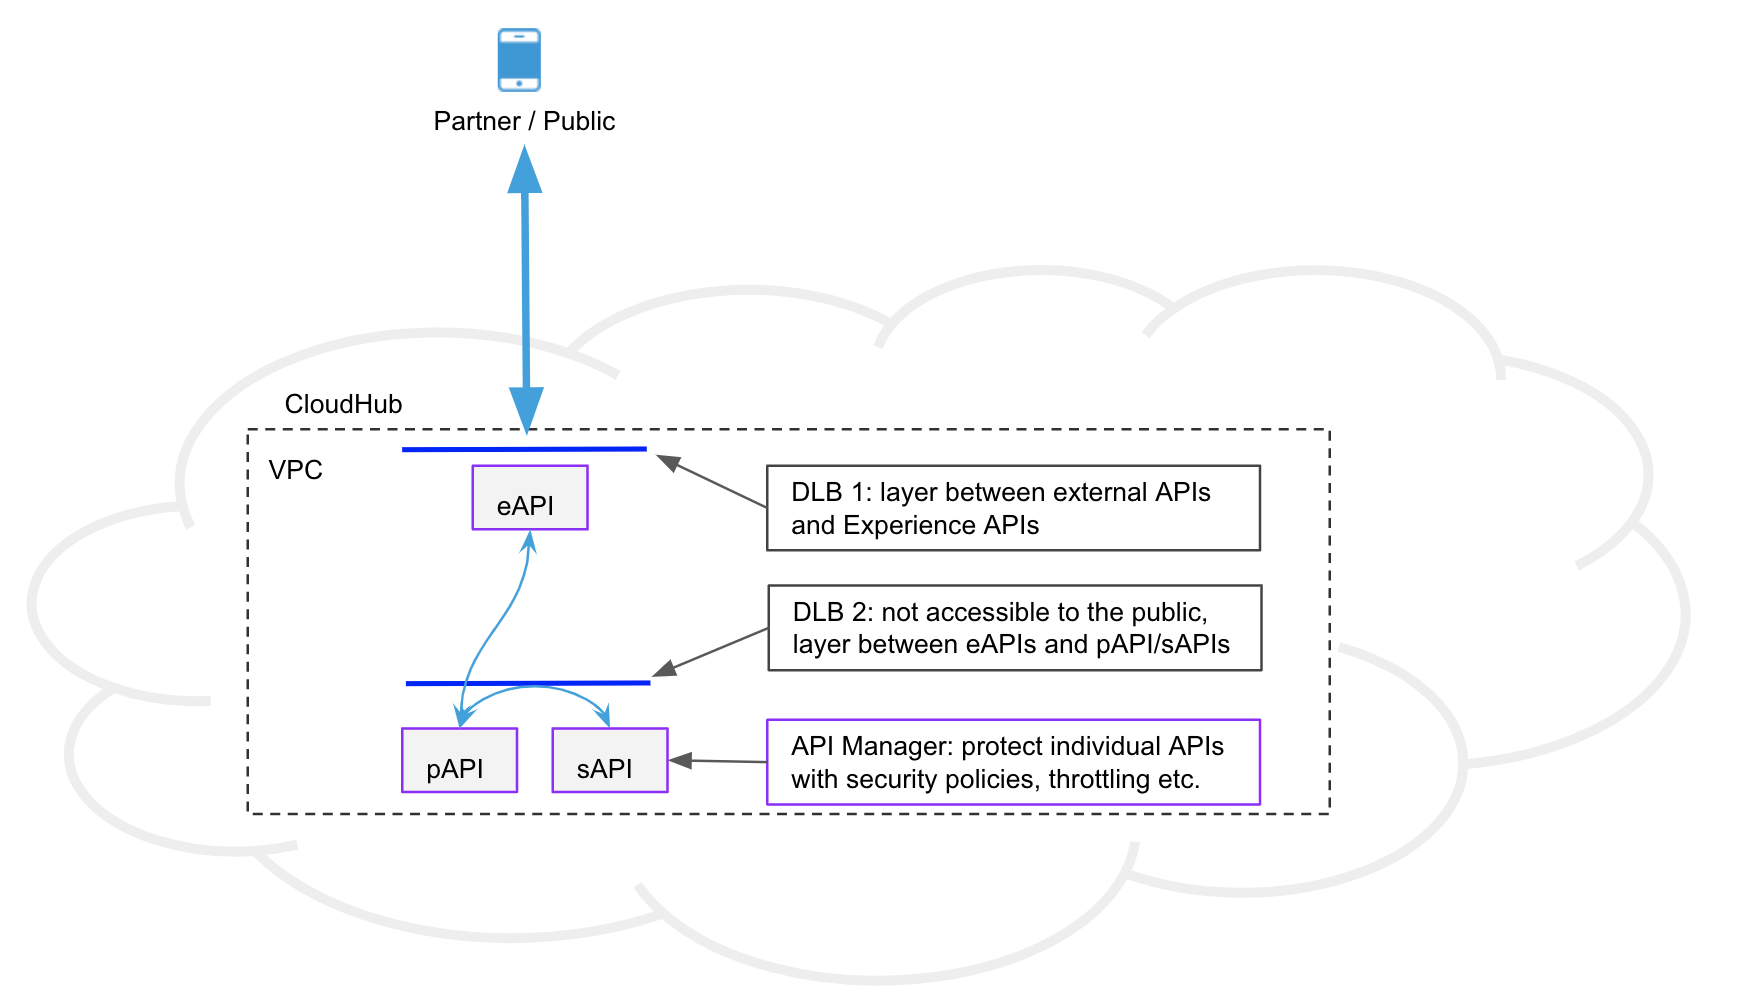 Partner / Public
CloudHub
VPC
eAPI
DLB 1: layer between external APIs
and Experience APIs
DLB 2: not accessible to the public,
layer between eAPIs and pAPI/sAPIs
pAPI
sAPI
API Manager: protect individual APIs
with security policies, throttling etc.